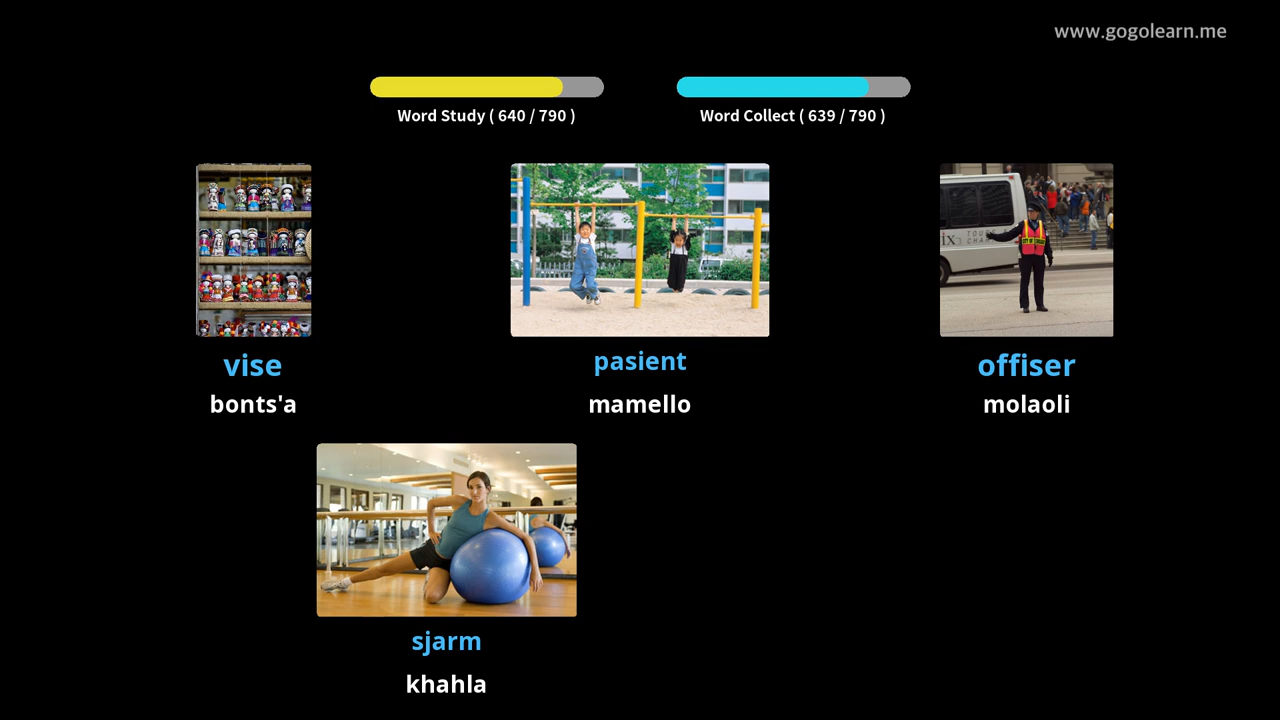 www.gogolearn.me
Word Study ( 640 / 790 )
Word Collect ( 639 / 790 )
vise
bonts'a
pasient
mamello
offiser
molaoli
sjarm
khahla